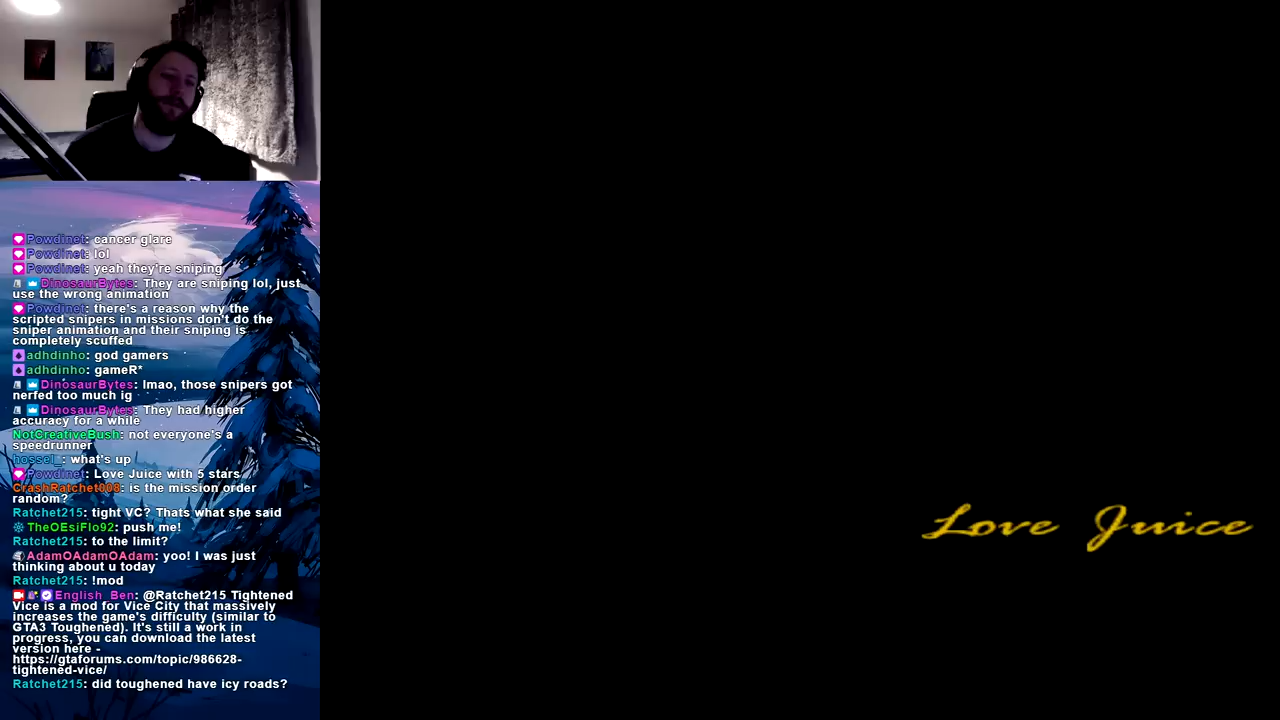 Powdinet: cancer glare
Powdinet: lol
Powdinet: yeah they're sniping
DinosaurBytes: They are sniping lol, just
use the wrong animation
Powdinet: there's a reason why the
scripted snipers in missions don't do the
sniper animation and their sniping is
completely scuffed
adhdinho: god gamers
adhdinho: gameR*
DinosaurBytes: lmao, those snipers got
nerfed too much ig
DinosaurBytes: They had higher
accuracy for a while
NotCreativeBush: not everyone's a
speedrunner
hossel_: what's up
Powdinet: Love Juice with 5 stars
CrashRatchet008: is the mission order
random?
Ratchet215: tight VC? Thats what she said
TheOEsiFlo92: push me!
Ratchet215: to the limit?
AdamOAdamOAdam: yoo! I was just
thinking about u today
Ratchet215: !mod
English_Ben: @Ratchet215 Tightened
Vice is a mod for Vice City that massively
increases the game's difficulty (similar to
GTA3 Toughened). It's still a work in
progress, you can download the latest
version here -
https://gtaforums.com/topic/986628-
tightened-vice/
Ratchet215: did toughened have icy roads?
Love Juice